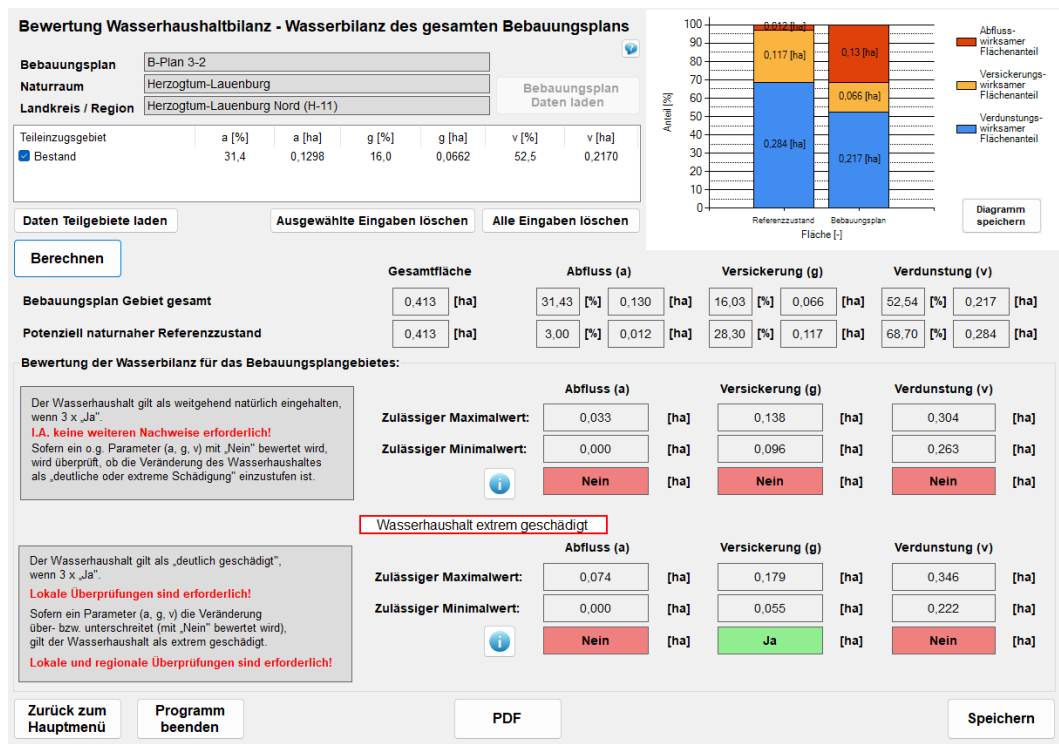 Bewertung Wasserhaushaltbilanz - Wasserbilanz des gesamten Bebauungsplans
Bebauungsplan B-Plan 3-2
Naturraum Herzogtum-Lauenburg
Landkreis / Region Herzogtum-Lauenburg Nord (H-11)
Bebauungsplan
Daten laden
Teileinzugsgebiet a [%] a [ha] g [%] g [ha] v [%] v [ha]
Bestand 31,4 0,1298 16,0 0,0662 52,5 0,2170
Daten Teilgebiete laden Ausgewählte Eingaben löschen Alle Eingaben löschen
Anteil [%]
100
90
80
70
60
50
40
30
20
10
0
0,012 [ha]
0,117 [ha]
0,284 [ha]
0,13 [ha]
0,066 [ha]
0,217 [ha]
Referenzzustand Bebauungsplan
Fläche [-]
Abfluss-
wirksamer
Flächenanteil
Versickerungs-
wirksamer
Flächenanteil
Verdunstungs-
wirksamer
Flächenanteil
Diagramm
speichern
Berechnen
Gesamtfläche Abfluss (a) Versickerung (g) Verdunstung (v)
Bebauungsplan Gebiet gesamt 0,413 [ha] 31,43 [%] 0,130 [ha] 16,03 [%] 0,066 [ha] 52,54 [%] 0,217 [ha]
Potenziell naturnaher Referenzzustand 0,413 [ha] 3,00 [%] 0,012 [ha] 28,30 [%] 0,117 [ha] 68,70 [%] 0,284 [ha]
Bewertung der Wasserbilanz für das Bebauungsplangebietes:
Der Wasserhaushalt gilt als weitgehend natürlich eingehalten,
wenn 3 x „Ja".
I.A. keine weiteren Nachweise erforderlich!
Sofern ein o.g. Parameter (a, g, v) mit „Nein" bewertet wird,
wird überprüft, ob die Veränderung des Wasserhaushaltes
als „deutliche oder extreme Schädigung" einzustufen ist.
Abfluss (a) Versickerung (g) Verdunstung (v)
Zulässiger Maximalwert: 0,033 [ha] 0,138 [ha] 0,304 [ha]
Zulässiger Minimalwert: 0,000 [ha] 0,096 [ha] 0,263 [ha]
Nein [ha] Nein [ha] Nein [ha]
Wasserhaushalt extrem geschädigt
Der Wasserhaushalt gilt als „deutlich geschädigt",
wenn 3 x „Ja".
Lokale Überprüfungen sind erforderlich!
Sofern ein Parameter (a, g, v) die Veränderung
über- bzw. unterschreitet (mit „Nein" bewertet wird),
gilt der Wasserhaushalt als extrem geschädigt.
Lokale und regionale Überprüfungen sind erforderlich!
Abfluss (a) Versickerung (g) Verdunstung (v)
Zulässiger Maximalwert: 0,074 [ha] 0,179 [ha] 0,346 [ha]
Zulässiger Minimalwert: 0,000 [ha] 0,055 [ha] 0,222 [ha]
Nein [ha] Ja [ha] Nein [ha]
Zurück zum
Hauptmenü
Programm
beenden
PDF
Speichern